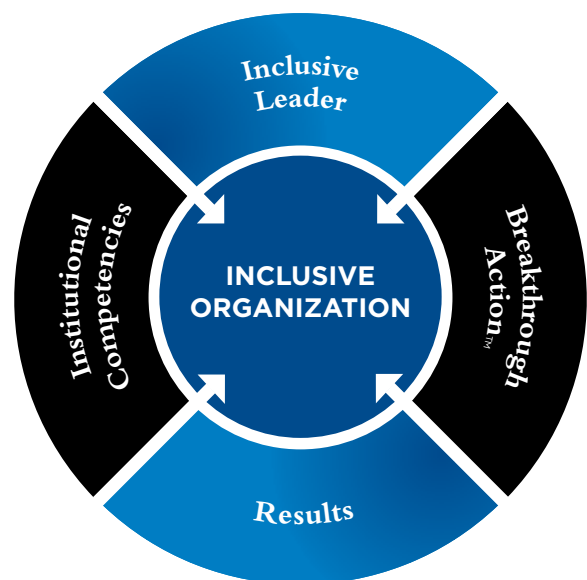 Inclusive
Leader
Institutional
Competencies
INCLUSIVE
ORGANIZATION
Breakthrough
Action™
Results